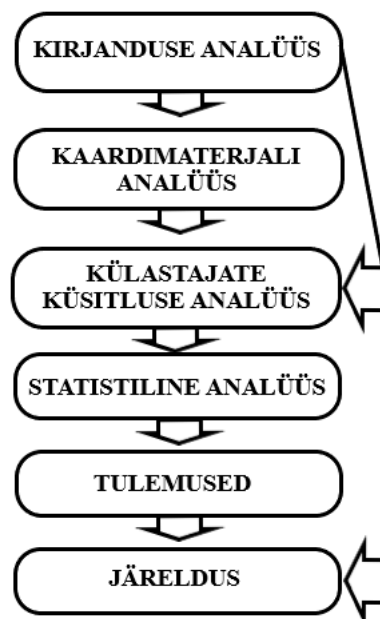 KIRJANDUSE ANALÜÜS
KAARDIMATERJALI
ANALÜÜS
KÜLASTAJATE
KÜSITLUSE ANALÜÜS
STATISTILINE ANALÜÜS
TULEMUSED
JÄRELDUS